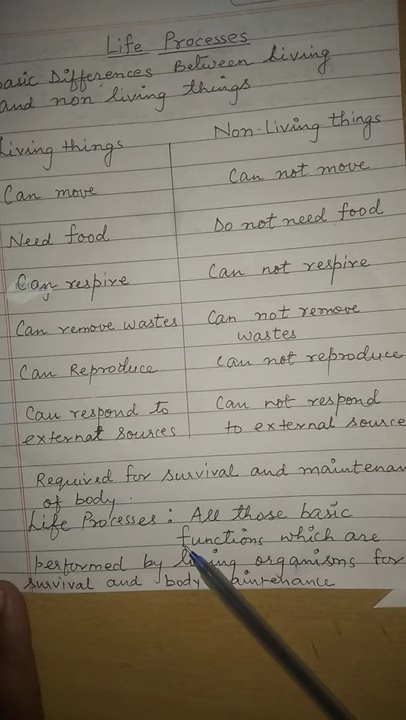 Life Processes
Basic Differences Between Living
and non living things
Living things Non-Living things
Can move Can not move
Need food Do not need food
Can respire Can not respire
Can remove wastes Can not remove
wastes
Can Reproduce Can not reproduce
Can respond to Can not respond
external sources to external source
Required for survival and maintenan
of body.
Life Processes: All those basic
functions which are
performed by living organisms for
survival and body maintenance